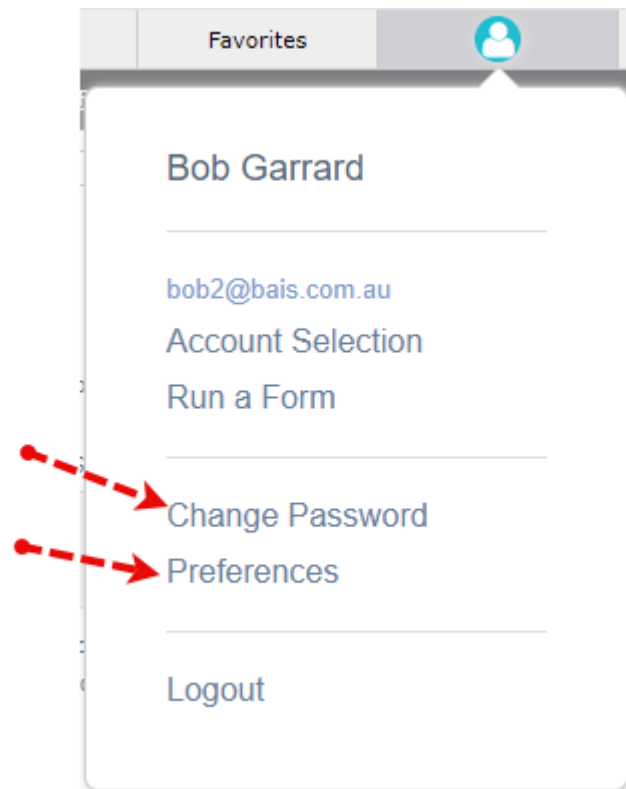 Favorites
Bob Garrard
bob2@bais.com.au
Account Selection
Run a Form
Change Password
Preferences
Logout